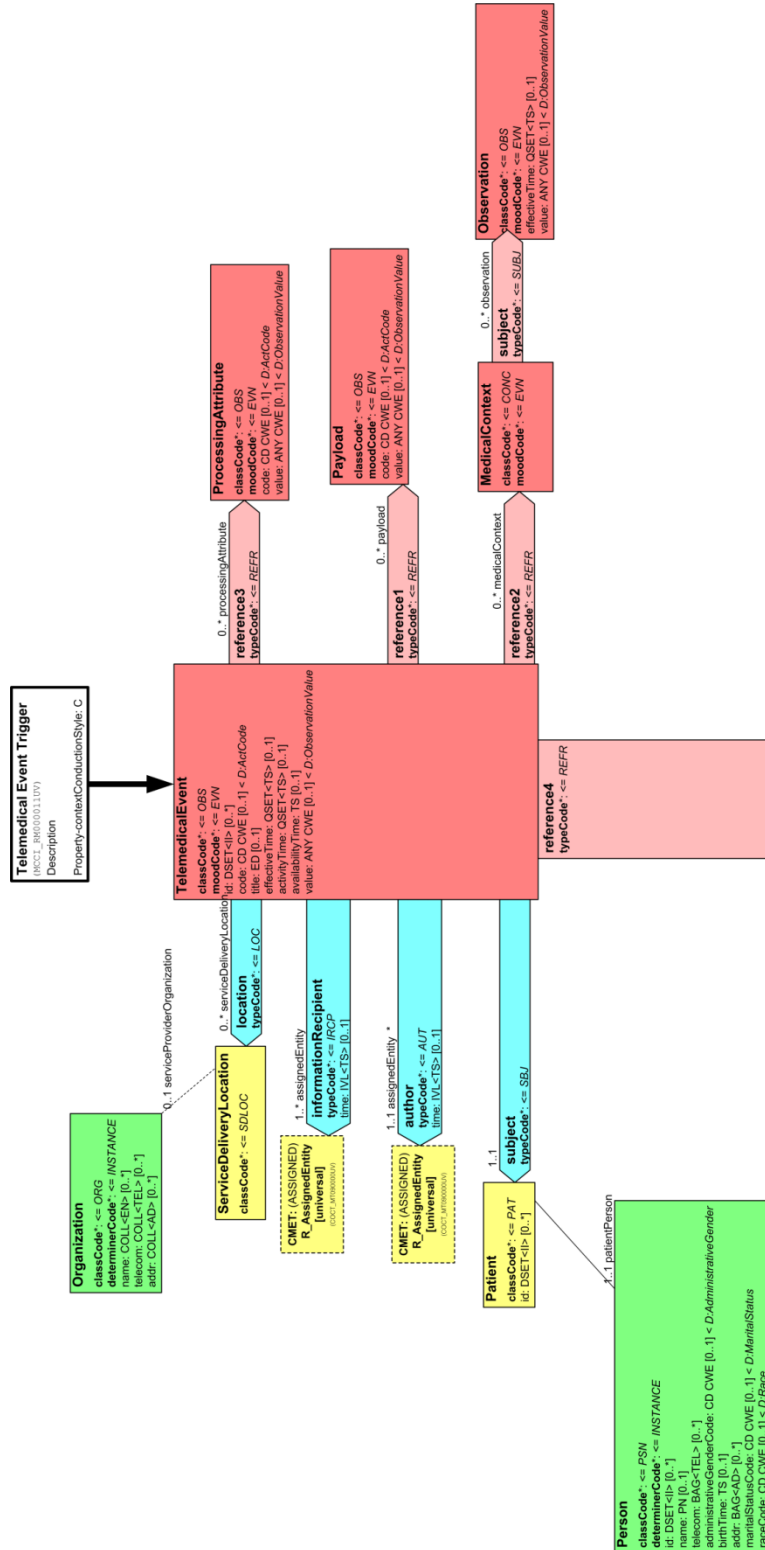 Telemedical Event Trigger
(MCCI_RM000011UV)
Description
Property-contextConductionStyle: C
Organization
classCode*: <= ORG
determinerCode*: <= INSTANCE
name: COLL<EN> [0..*]
telecom: COLL<TEL> [0..*]
addr: COLL<AD> [0..*]
0..1 serviceProviderOrganization
ServiceDeliveryLocation
classCode*: <= SDLOC
0..* serviceDeliveryLocation
location
typeCode*: <= LOC
CMET: (ASSIGNED)
R_AssignedEntity
[universal]
(COCT_MT090000UV)
1..* assignedEntity
informationRecipient
typeCode*: <= IRCP
time: IVL<TS> [0..1]
CMET: (ASSIGNED)
R_AssignedEntity
[universal]
(COCT_MT090000UV)
1..1 assignedEntity *
author
typeCode*: <= AUT
time: IVL<TS> [0..1]
Patient
classCode*: <= PAT
id: DSET<II> [0..*]
1..1
subject
typeCode*: <= SBJ
1..1 patientPerson
Person
classCode*: <= PSN
determinerCode*: <= INSTANCE
id: DSET<II> [0..*]
name: PN [0..1]
telecom: BAG<TEL> [0..*]
administrativeGenderCode: CD CWE [0..1] < D:AdministrativeGender
birthTime: TS [0..1]
addr: BAG<AD> [0..*]
maritalStatusCode: CD CWE [0..1] < D:MaritalStatus
raceCode: CD CWE [0..1] < D:Race
TelemedicalEvent
classCode*: <= OBS
moodCode*: <= EVN
id: DSET<II> [0..*]
code: CD CWE [0..1] < D:ActCode
title: ED [0..1]
effectiveTime: QSET<TS> [0..1]
activityTime: QSET<TS> [0..1]
availabilityTime: TS [0..1]
value: ANY CWE [0..1] < D:ObservationValue
reference4
typeCode*: <= REFR
0..* processingAttribute
reference3
typeCode*: <= REFR
ProcessingAttribute
classCode*: <= OBS
moodCode*: <= EVN
code: CD CWE [0..1] < D:ActCode
value: ANY CWE [0..1] < D:ObservationValue
0..* payload
reference1
typeCode*: <= REFR
Payload
classCode*: <= OBS
moodCode*: <= EVN
code: CD CWE [0..1] < D:ActCode
value: ANY CWE [0..1] < D:ObservationValue
0..* medicalContext
reference2
typeCode*: <= REFR
MedicalContext
classCode*: <= CONC
moodCode*: <= EVN
0..* observation
subject
typeCode*: <= SUBJ
Observation
classCode*: <= OBS
moodCode*: <= EVN
effectiveTime: QSET<TS> [0..1]
value: ANY CWE [0..1] < D:ObservationValue